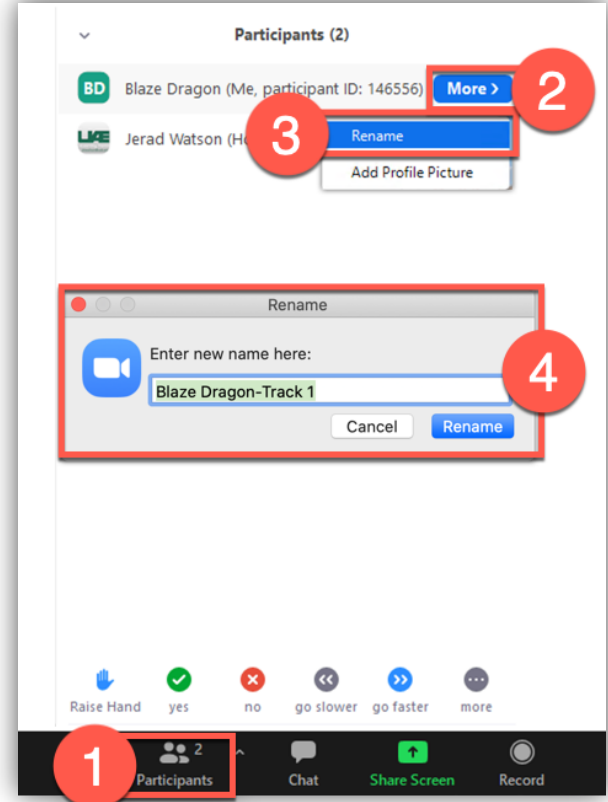 Participants (2)
BD Blaze Dragon (Me, participant ID: 146556) More > 2
UAE Jerad Watson (H 3 Rename
Add Profile Picture
Rename
Enter new name here:
Blaze Dragon-Track 1 4
Cancel Rename
Raise Hand yes no go slower go faster more
1 2
Participants Chat Share Screen Record